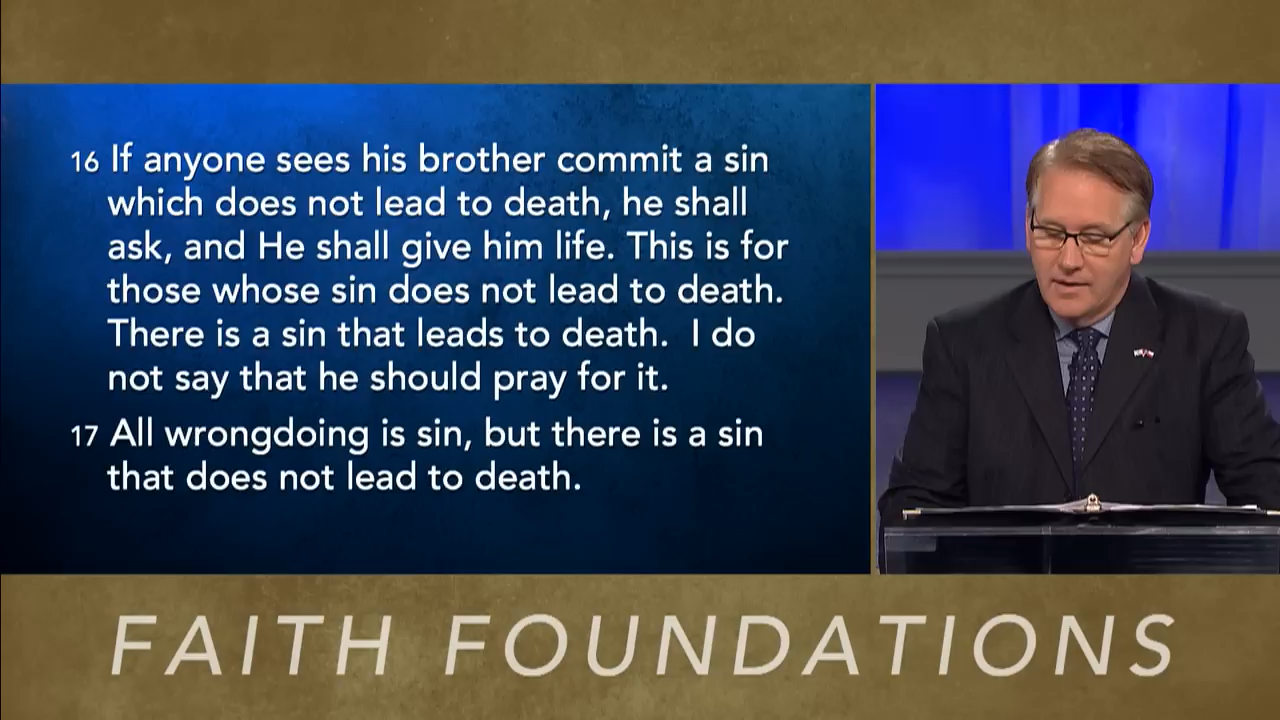 16 If anyone sees his brother commit a sin
which does not lead to death, he shall
ask, and He shall give him life. This is for
those whose sin does not lead to death.
There is a sin that leads to death.  I do
not say that he should pray for it.
17 All wrongdoing is sin, but there is a sin
that does not lead to death.
FAITH FOUNDATIONS